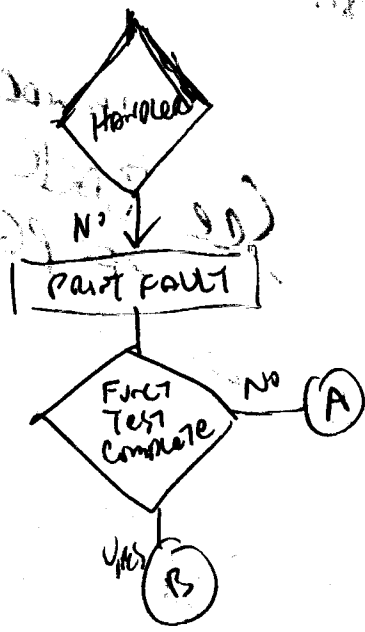 Handled
No
Print FAULT
Funct
Test
Complete
No
A
Yes
B